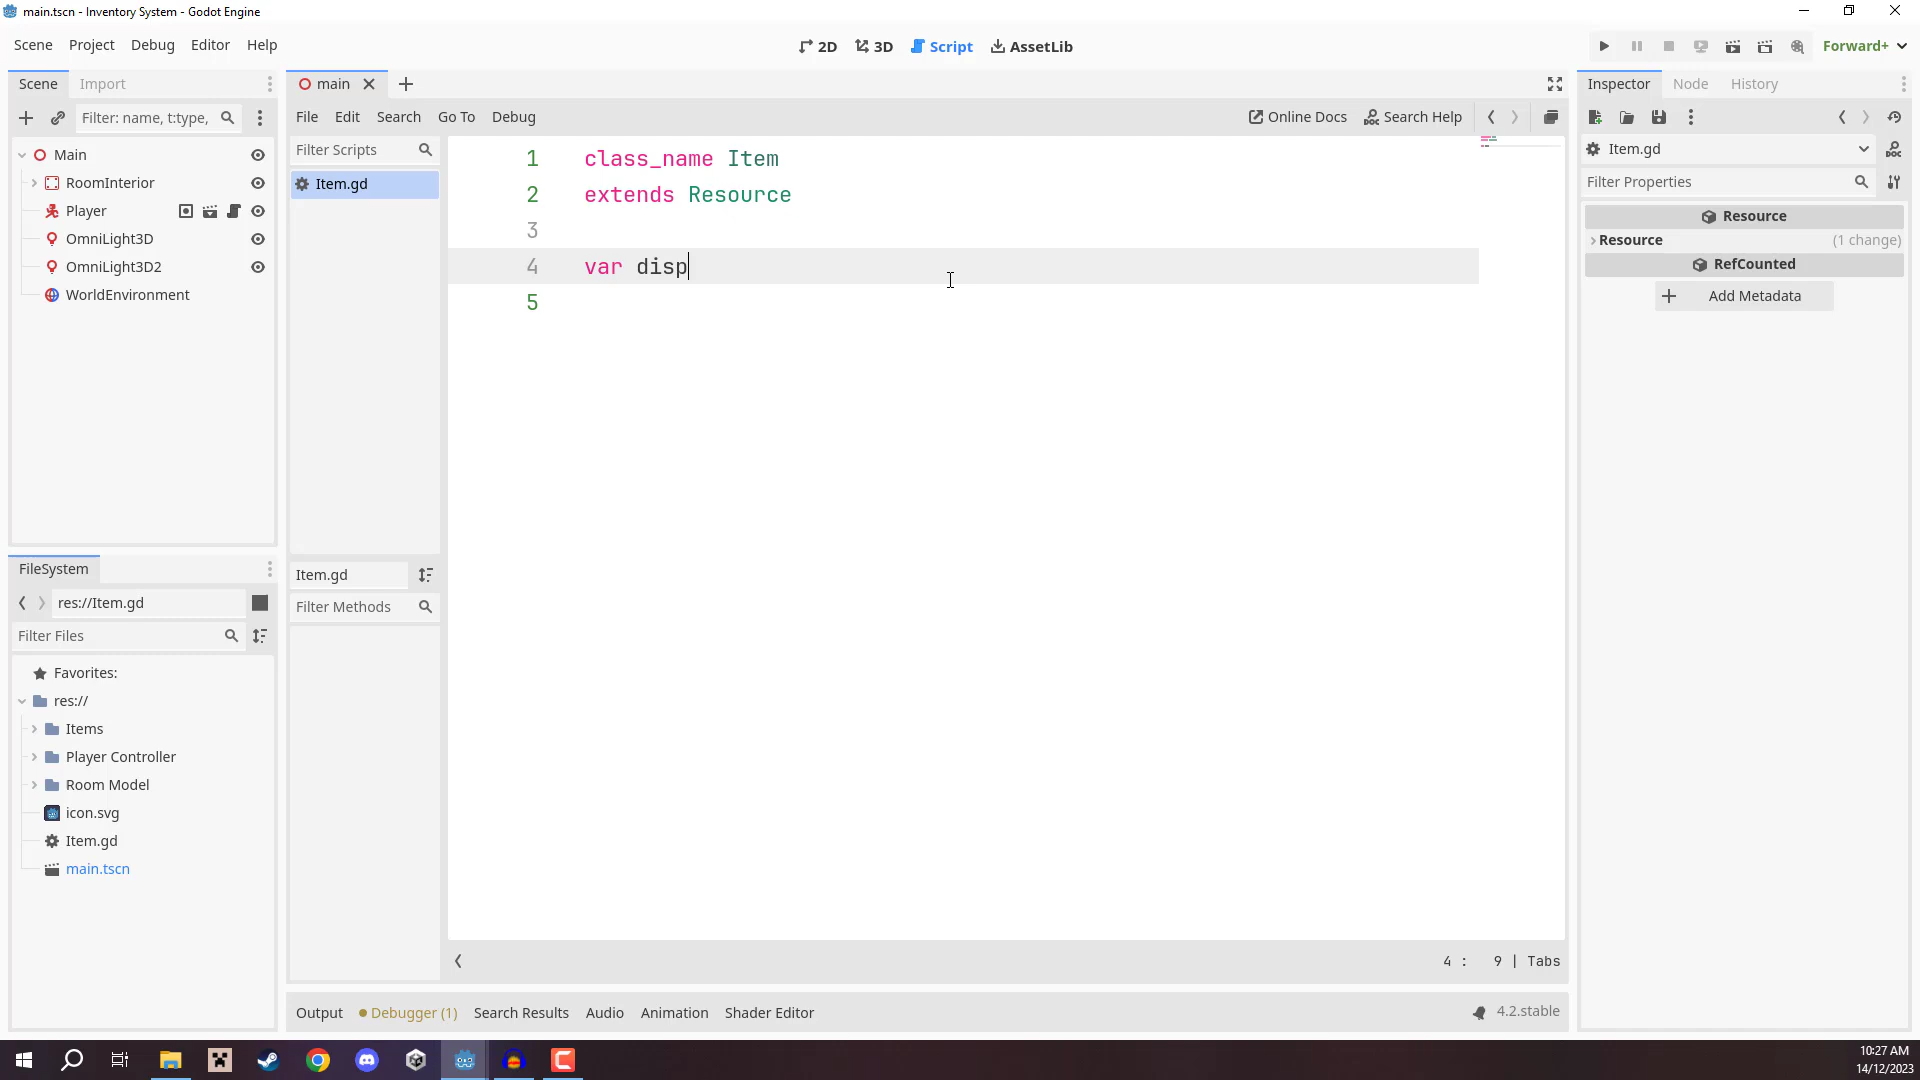 main.tscn - Inventory System - Godot Engine
Scene Project Debug Editor Help
2D 3D Script AssetLib
Forward+
Scene Import
Filter: name, t:type,
Main
RoomInterior
Player
OmniLight3D
OmniLight3D2
WorldEnvironment
FileSystem
res://Item.gd
Filter Files
Favorites:
res://
Items
Player Controller
Room Model
icon.svg
Item.gd
main.tscn
main
File Edit Search Go To Debug
Online Docs Search Help
Filter Scripts
Item.gd
Item.gd
Filter Methods
1 class_name Item
2 extends Resource
3
4 var disp
5
4 : 9 | Tabs
Output Debugger (1) Search Results Audio Animation Shader Editor
4.2.stable
Inspector Node History
Item.gd
Filter Properties
Resource
Resource (1 change)
RefCounted
Add Metadata
10:27 AM
14/12/2023